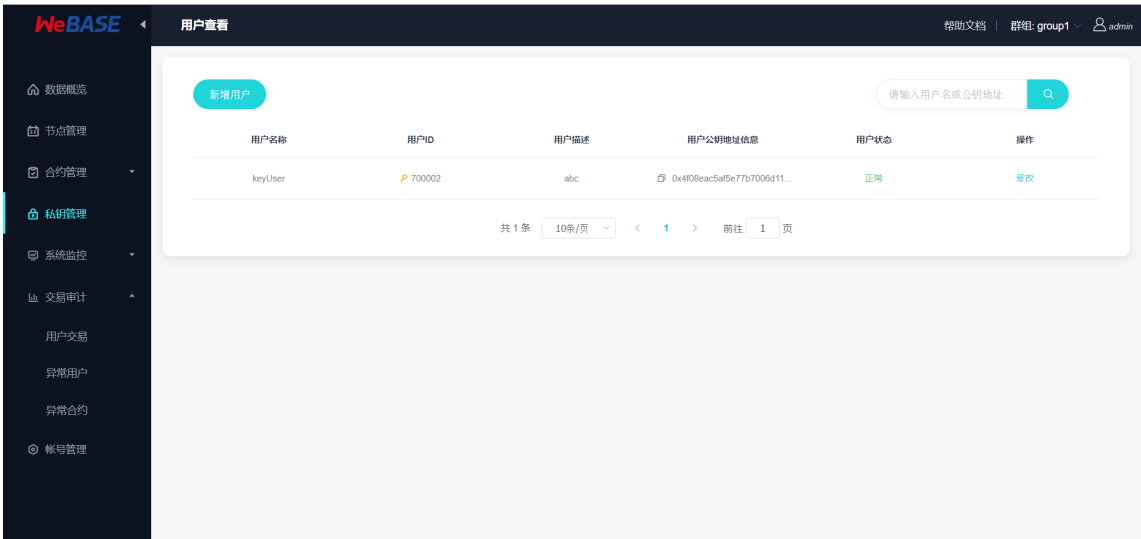 WeBASE
用户查看
帮助文档
群组: group1
admin
数据概览
节点管理
合约管理
私钥管理
系统监控
交易审计
用户交易
异常用户
异常合约
帐号管理
新增用户
请输入用户名或公钥地址
用户名称 用户ID 用户描述 用户公钥地址信息 用户状态 操作
keyUser 700002 abc 0x4f08eac5af5e77b7006d11... 正常 修改
共 1 条 10条/页 1 前往 1 页